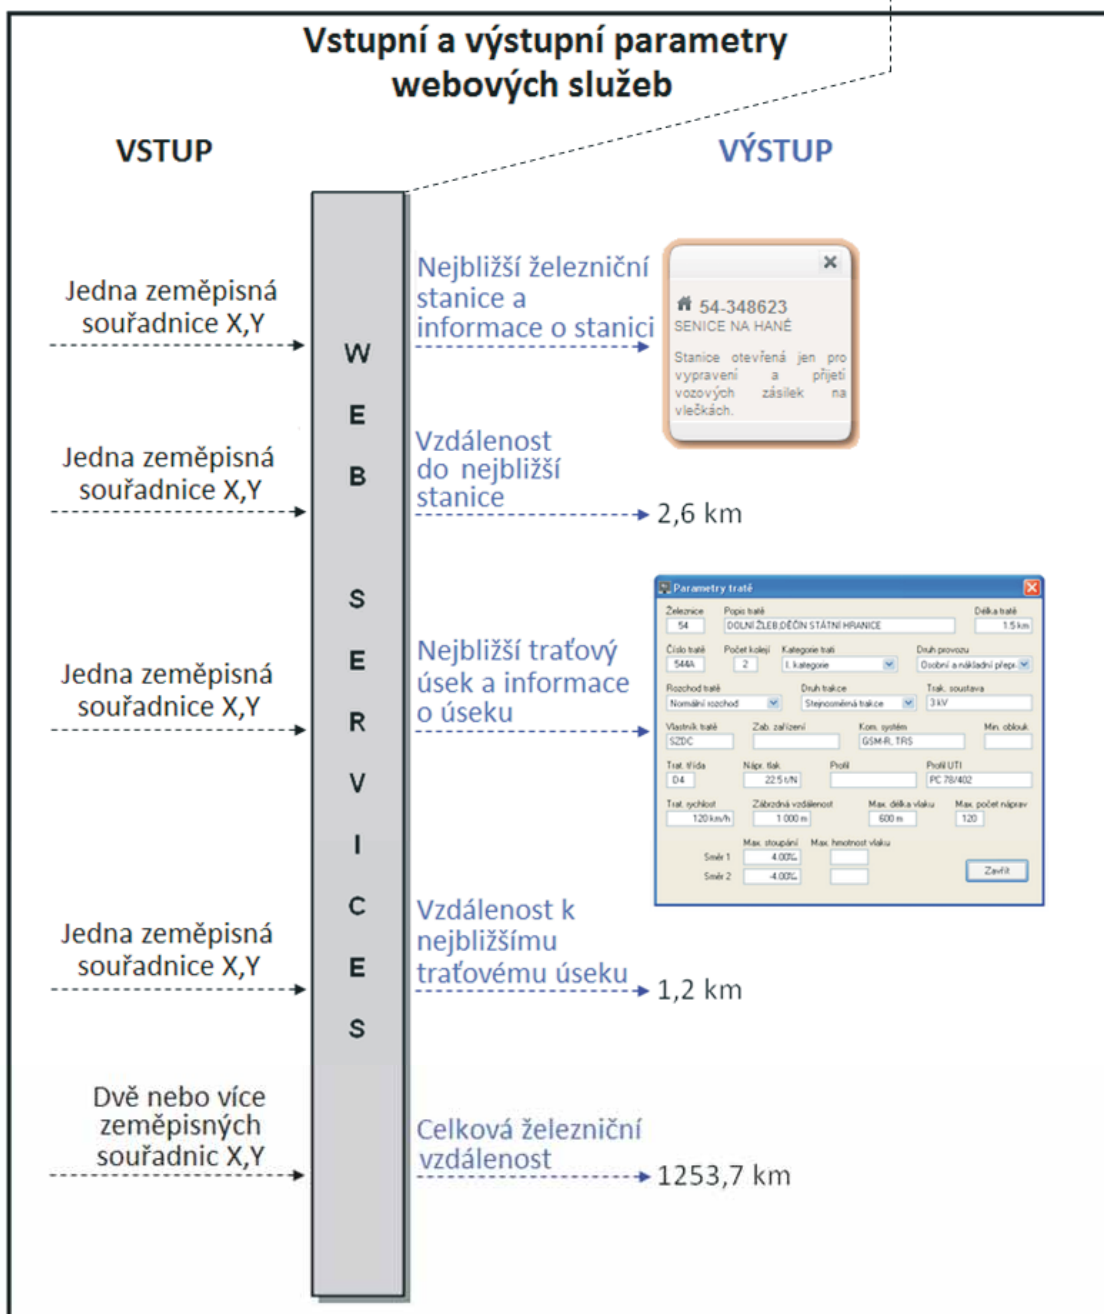 Vstupní a výstupní parametry
webových služeb
VSTUP
VÝSTUP
Jedna zeměpisná
souřadnice X,Y
Nejbližší železniční
stanice a
informace o stanici
54-348623
SENICE NA HANÉ
Stanice otevřená jen pro
vypravení a přijetí
vozových zásilek na
vlečkách.
Jedna zeměpisná
souřadnice X,Y
Vzdálenost
do nejbližší
stanice
2,6 km
Jedna zeměpisná
souřadnice X,Y
Nejbližší traťový
úsek a informace
o úseku
Parametry tratě
Železnice Popis tratě Délka tratě
54 DOLNÍ ŽLEB;DĚČÍN STÁTNÍ HRANICE 1.5 km
Číslo tratě Počet kolejí Kategorie trati Druh provozu
544A 2 I. kategorie Osobní a nákladní přepr.
Rozchod tratě Druh trakce Trak. soustava
Normální rozchod Stejnosměrná trakce 3 kV
Vlastník tratě Zab. zařízení Kom. systém Min. oblouk
SŽDC GSM-R, TRS
Trat. třída Nápr. tlak Profil Profil UTI
D4 22.5 t/N PC 78/402
Trat. rychlost Zábrzdná vzdálenost Max. délka vlaku Max. počet náprav
120 km/h 1 000 m 600 m 120
Max. stoupání Max. hmotnost vlaku
Směr 1 4.00‰
Směr 2 -4.00‰
Zavřít
Jedna zeměpisná
souřadnice X,Y
Vzdálenost k
nejbližšímu
traťovému úseku
1,2 km
Dvě nebo více
zeměpisných
souřadnic X,Y
Celková železniční
vzdálenost
1253,7 km
WEB SERVICES